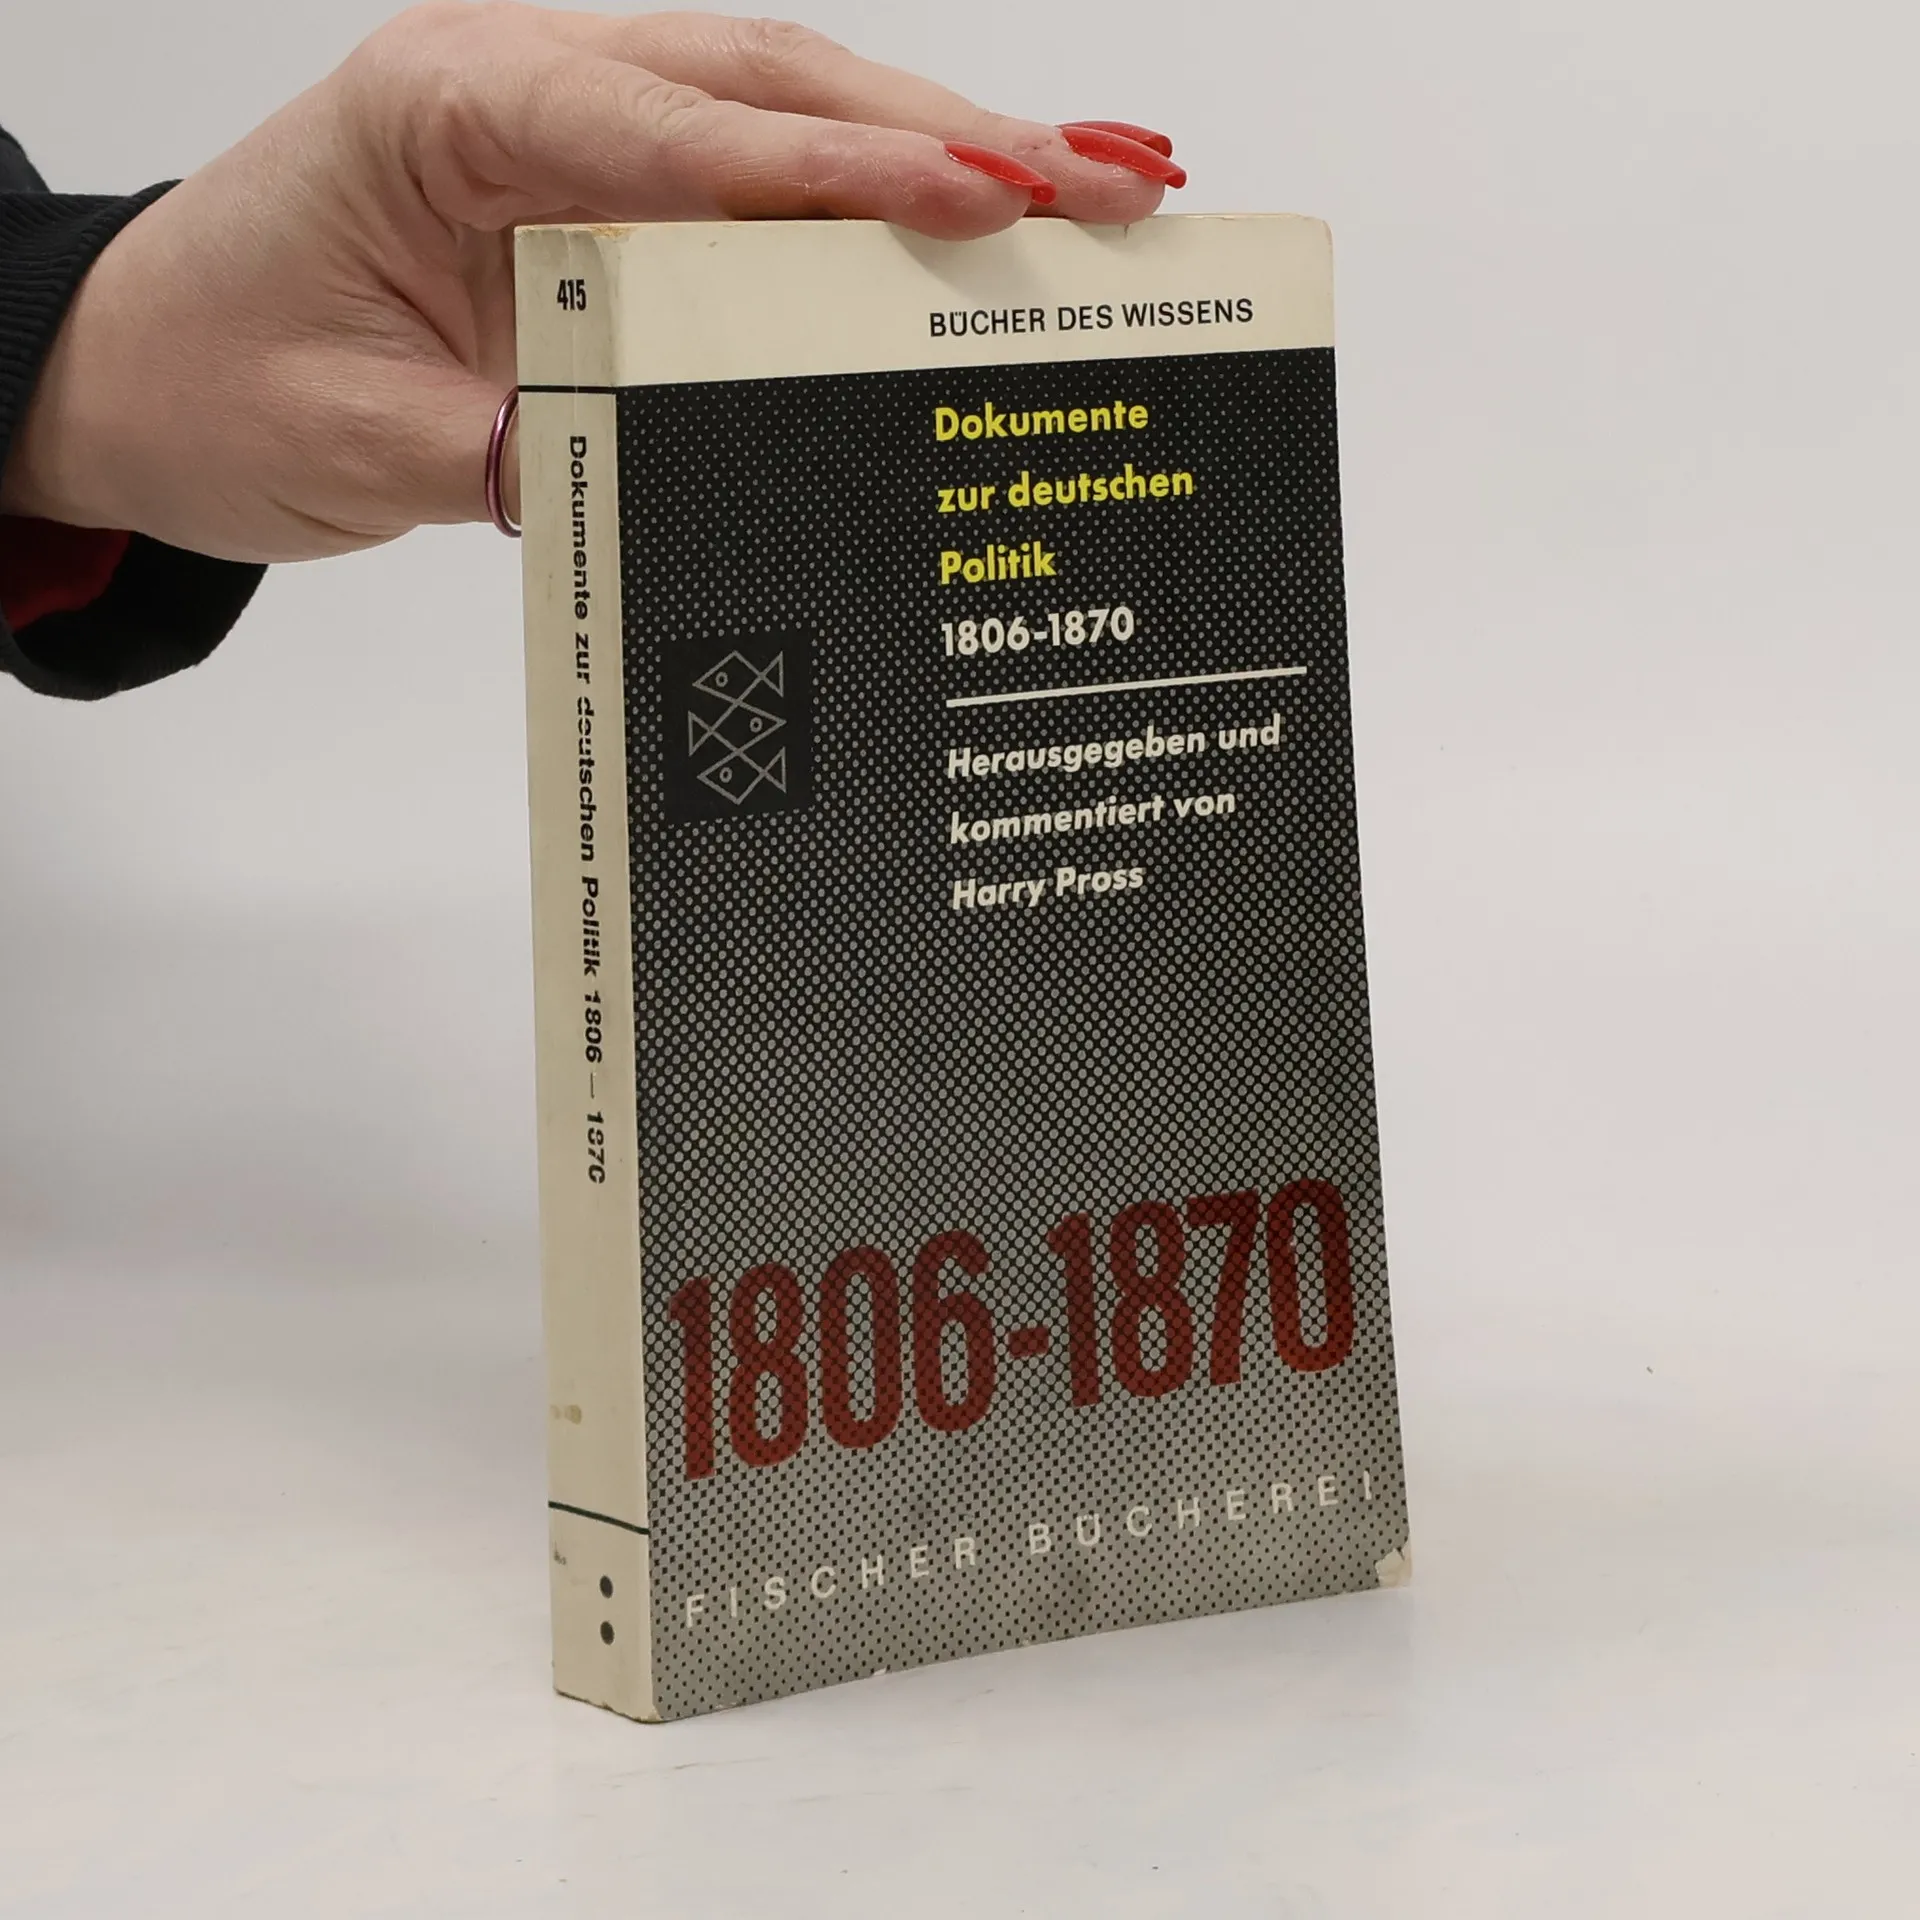 415
Dokumente zur deutschen Politik 1806 — 1870
BÜCHER DES WISSENS
Dokumente
zur deutschen
Politik
1806-1870
Herausgegeben und
kommentiert von
Harry Pross
1806-1870
FISCHER BÜCHEREI